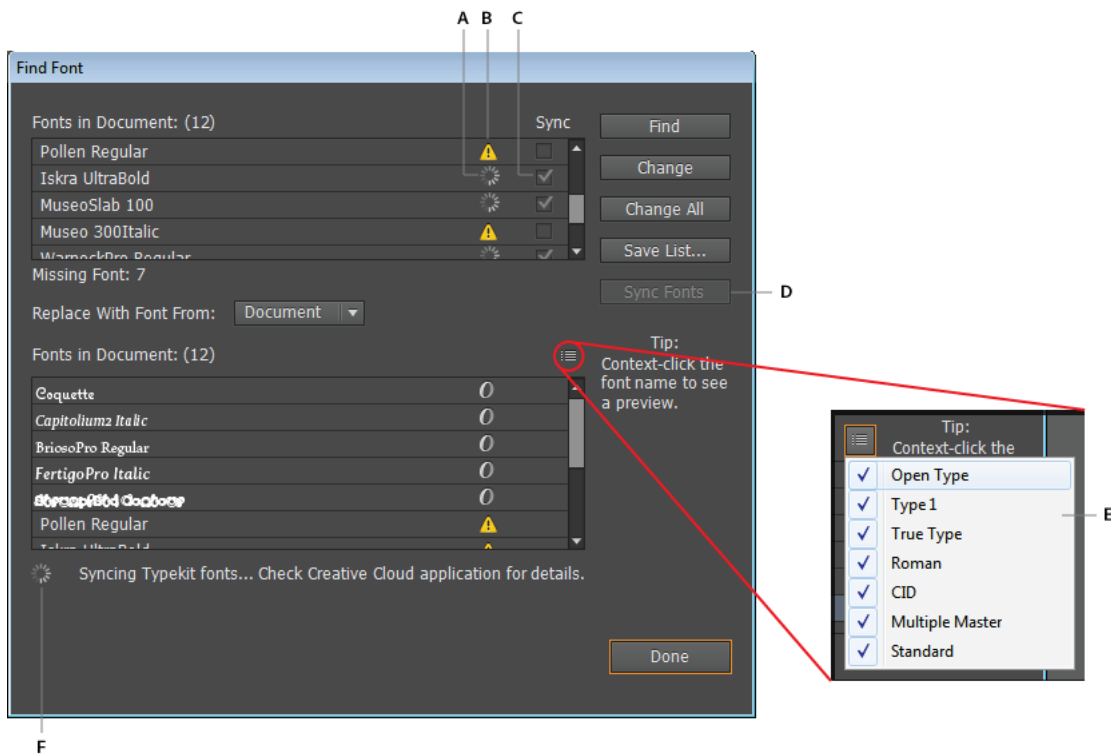 A B C
Find Font
Fonts in Document: (12)
Sync
Find
Pollen Regular
Iskra UltraBold
Change
MuseoSlab 100
Change All
Museo 300Italic
WarnockPro Regular
Save List...
Missing Font: 7
Sync Fonts
D
Replace With Font From:
Document
Fonts in Document: (12)
Tip:
Context-click the
font name to see
a preview.
Coquette
Capitolium2 Italic
BriosoPro Regular
FertigoPro Italic
Pollen Regular
Iskra UltraBold
Syncing Typekit fonts... Check Creative Cloud application for details.
Done
F
Tip:
Context-click the
Open Type
Type 1
True Type
Roman
CID
Multiple Master
Standard
E